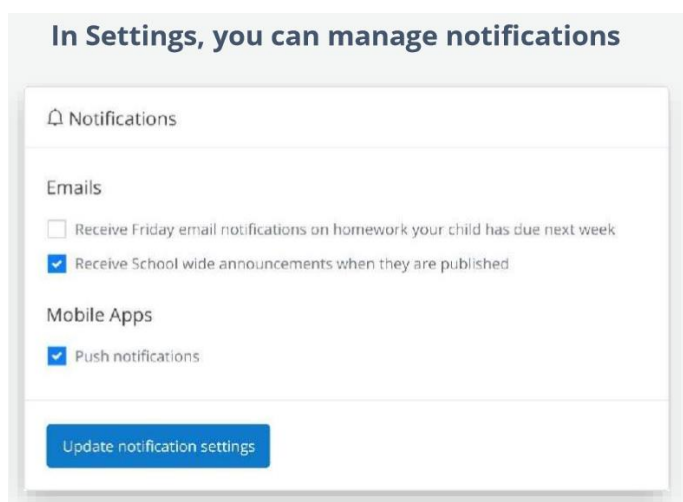 In Settings, you can manage notifications
Notifications
Emails
Receive Friday email notifications on homework your child has due next week
Receive School wide announcements when they are published
Mobile Apps
Push notifications
Update notification settings